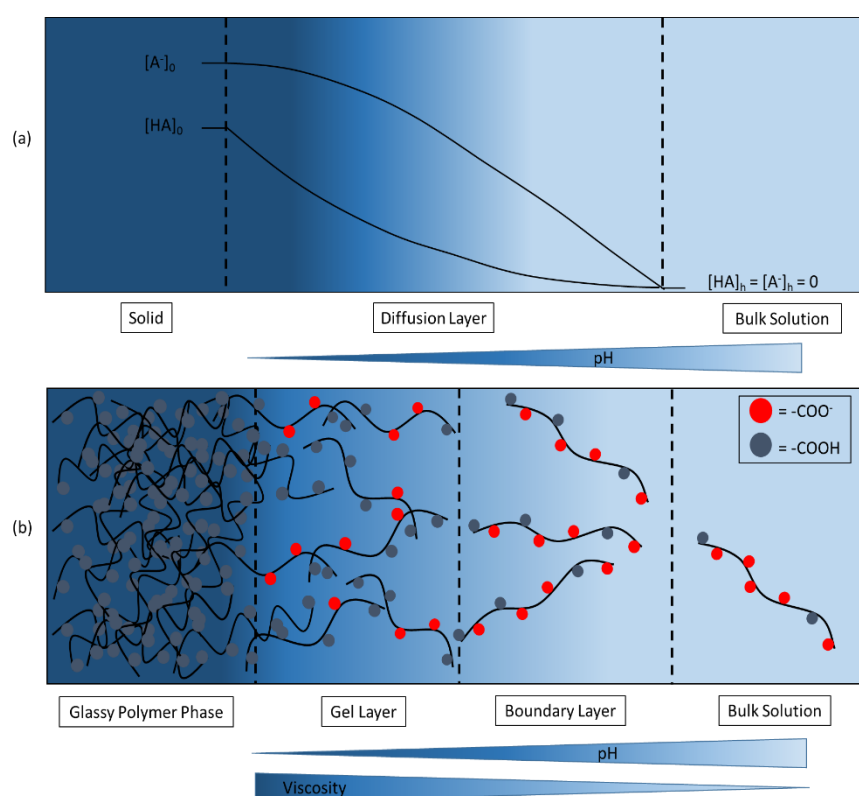 (a)
[A⁻]₀
[HA]₀
[HA]ₕ = [A⁻]ₕ = 0
Solid
Diffusion Layer
Bulk Solution
pH
(b)
= -COO⁻
= -COOH
Glassy Polymer Phase
Gel Layer
Boundary Layer
Bulk Solution
pH
Viscosity